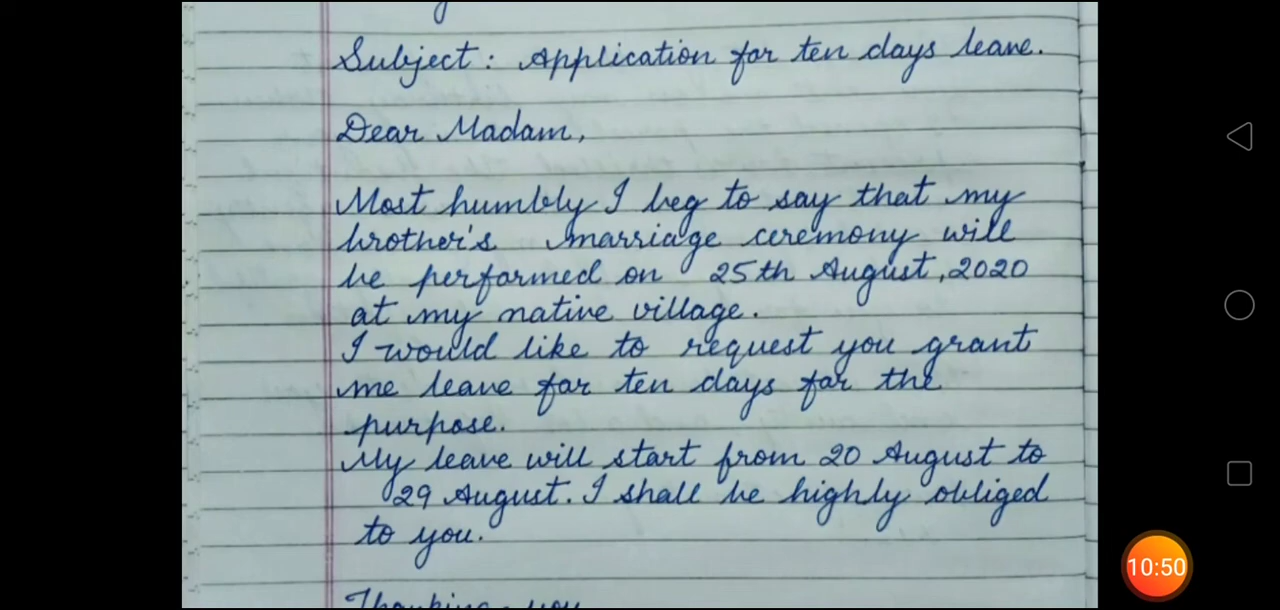 Subject: Application for ten days leave.
Dear Madam,
Most humbly I beg to say that my
brother's marriage ceremony will
be performed on 25th August, 2020
at my native village.
I would like to request you grant
me leave for ten days for the
purpose.
My leave will start from 20 August to
29 August. I shall be highly obliged
to you.
Thanking you
10:50